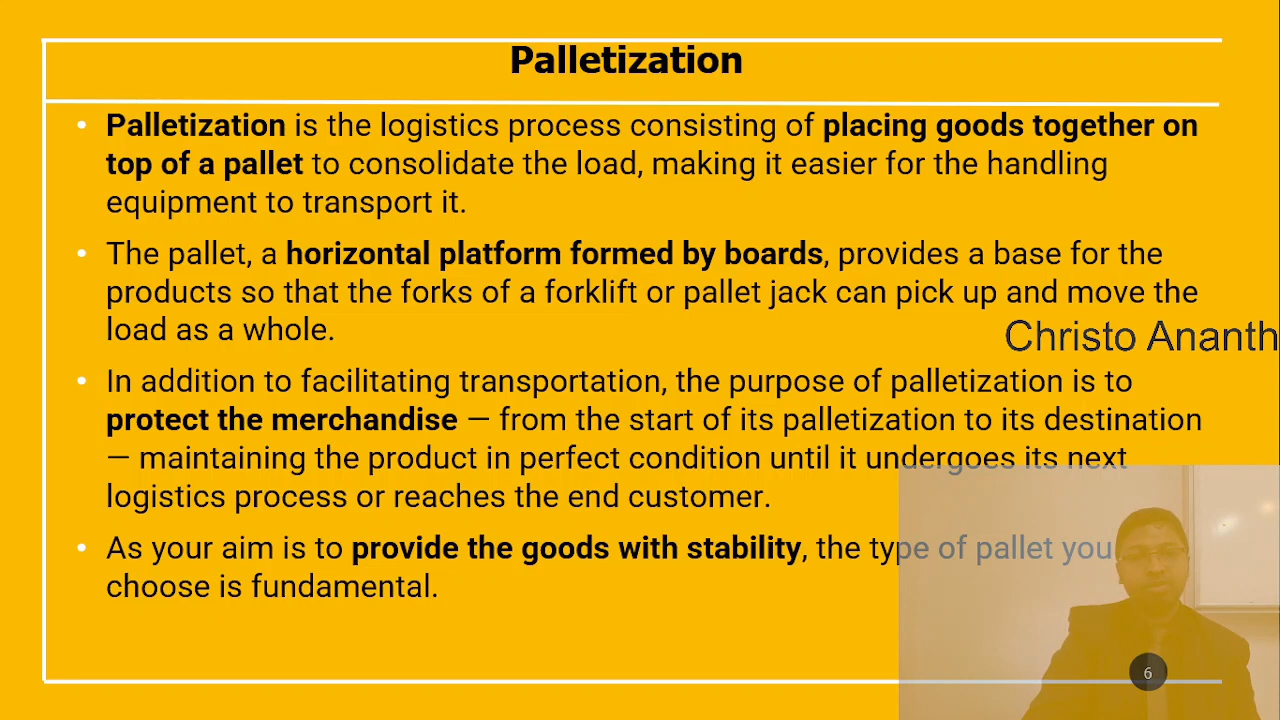 Palletization
• Palletization is the logistics process consisting of placing goods together on
top of a pallet to consolidate the load, making it easier for the handling
equipment to transport it.
• The pallet, a horizontal platform formed by boards, provides a base for the
products so that the forks of a forklift or pallet jack can pick up and move the
load as a whole.
Christo Ananth
• In addition to facilitating transportation, the purpose of palletization is to
protect the merchandise — from the start of its palletization to its destination
— maintaining the product in perfect condition until it undergoes its next
logistics process or reaches the end customer.
• As your aim is to provide the goods with stability, the type of pallet you
choose is fundamental.
6